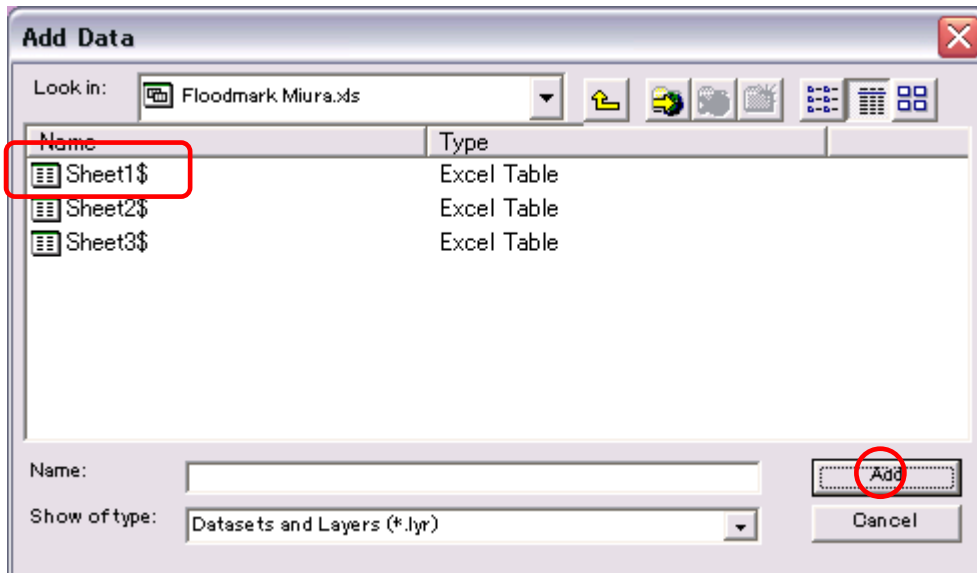 Add Data
Look in: Floodmark Miura.xls
Name Type
Sheet1$ Excel Table
Sheet2$ Excel Table
Sheet3$ Excel Table
Name: Add
Show of type: Datasets and Layers (*.lyr) Cancel